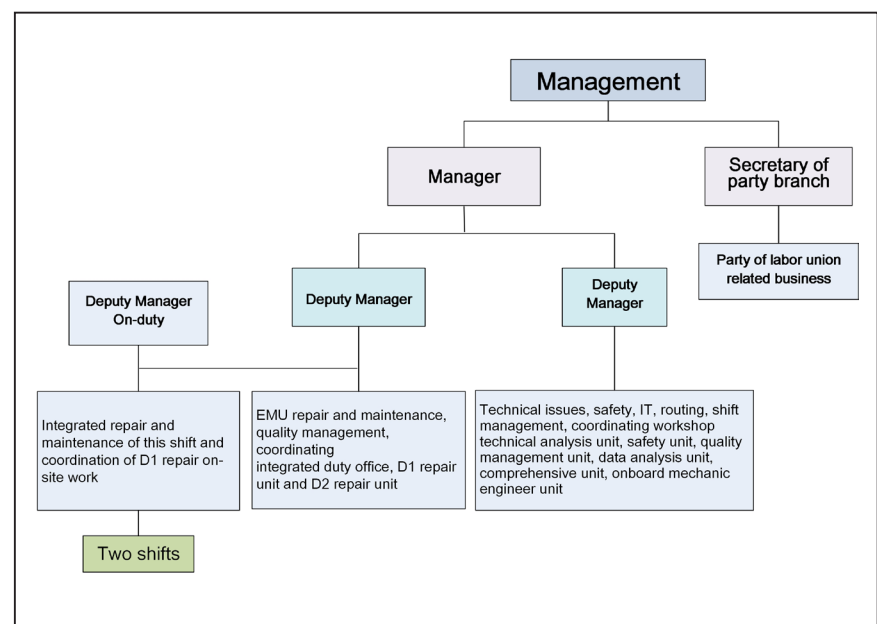 Management
Manager
Secretary of
party branch
Party of labor union
related business
Deputy Manager
On-duty
Deputy Manager
Deputy
Manager
Integrated repair and
maintenance of this shift and
coordination of D1 repair on-
site work
EMU repair and maintenance,
quality management,
coordinating
integrated duty office, D1 repair
unit and D2 repair unit
Technical issues, safety, IT, routing, shift
management, coordinating workshop
technical analysis unit, safety unit, quality
management unit, data analysis unit,
comprehensive unit, onboard mechanic
engineer unit
Two shifts